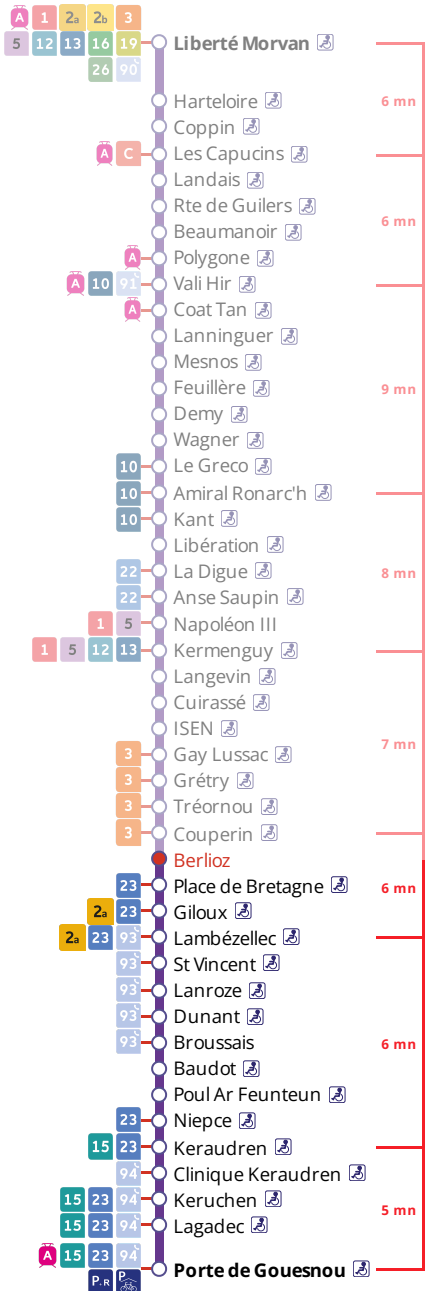 A 1 2a 2b 3
5 12 13 16 19 Liberté Morvan
26 90
Harteloire 6 mn
Coppin
A C Les Capucins
Landais
Rte de Guilers 6 mn
Beaumanoir
A Polygone
A 10 91 Vali Hir
A Coat Tan
Lanninguer
Mesnos
Feuillère 9 mn
Demy
Wagner
10 Le Greco
10 Amiral Ronarc'h
10 Kant
Libération
22 La Digue 8 mn
22 Anse Saupin
1 5 Napoléon III
1 5 12 13 Kermenguy
Langevin
Cuirassé
ISEN
3 Gay Lussac 7 mn
3 Grétry
3 Tréornou
3 Couperin
Berlioz
23 Place de Bretagne 6 mn
2a 23 Giloux
2a 23 93 Lambézellec
93 St Vincent
93 Lanroze
93 Dunant
93 Broussais 6 mn
Baudot
Poul Ar Feunteun
23 Niepce
15 23 Keraudren
94 Clinique Keraudren
15 23 94 Keruchen 5 mn
15 23 94 Lagadec
A 15 23 94
Porte de Gouesnou
P.R P